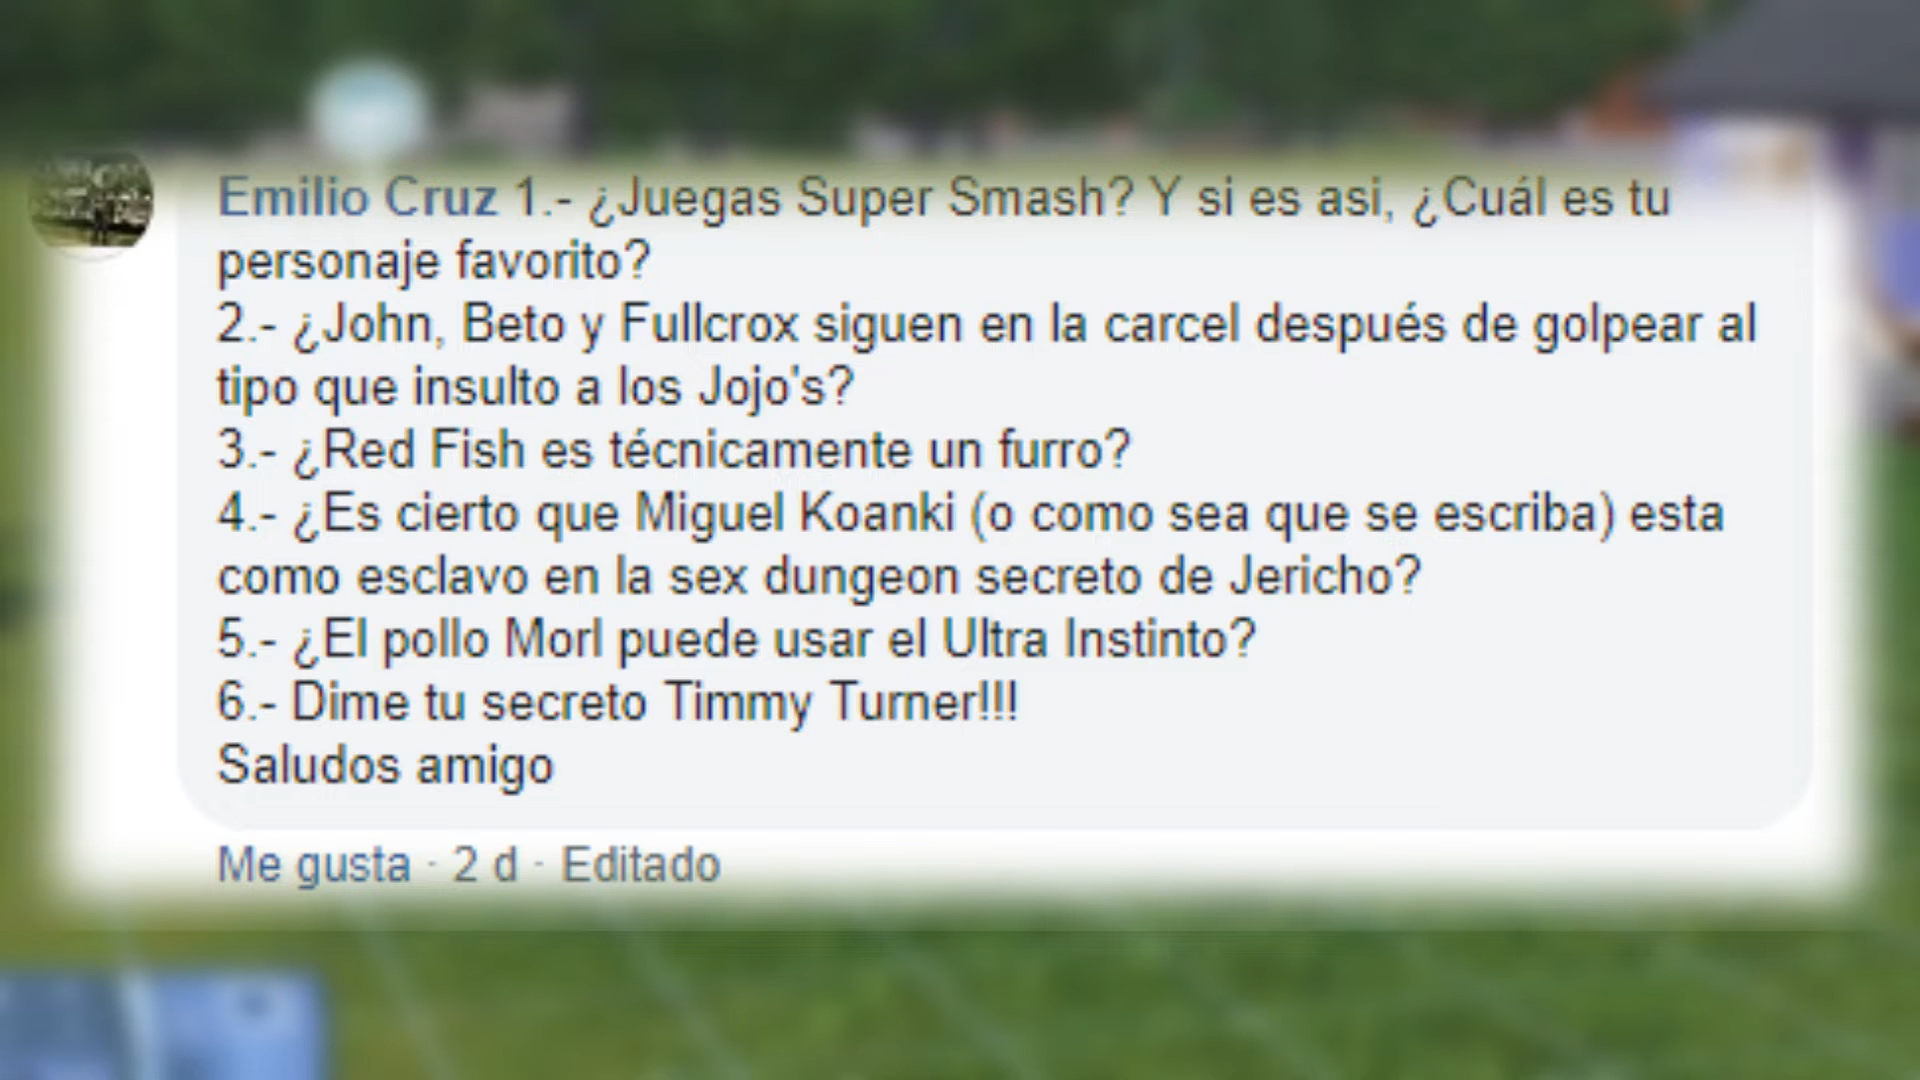 Emilio Cruz 1.- ¿Juegas Super Smash? Y si es asi, ¿Cuál es tu
personaje favorito?
2.- ¿John, Beto y Fullcrox siguen en la carcel después de golpear al
tipo que insulto a los Jojo's?
3.- ¿Red Fish es técnicamente un furro?
4.- ¿Es cierto que Miguel Koanki (o como sea que se escriba) esta
como esclavo en la sex dungeon secreto de Jericho?
5.- ¿El pollo Morl puede usar el Ultra Instinto?
6.- Dime tu secreto Timmy Turner!!!
Saludos amigo
Me gusta · 2 d · Editado